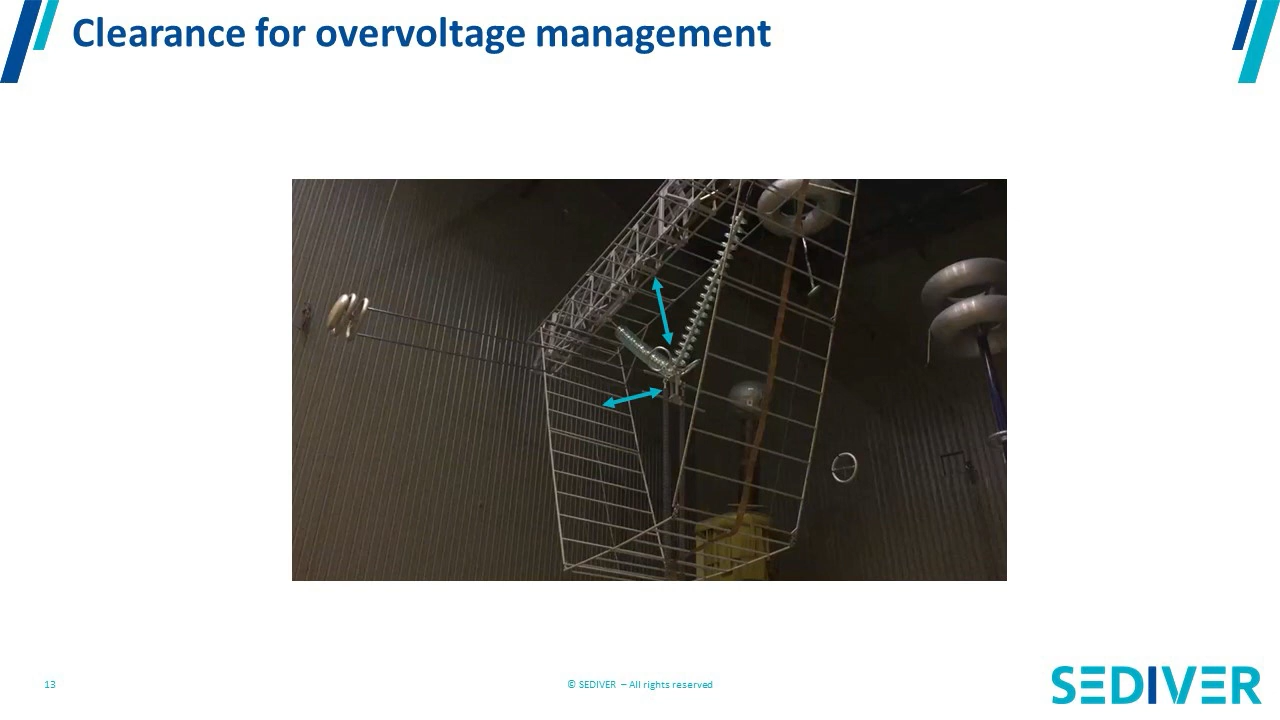 Clearance for overvoltage management
13
© SEDIVER – All rights reserved
SEDIVER